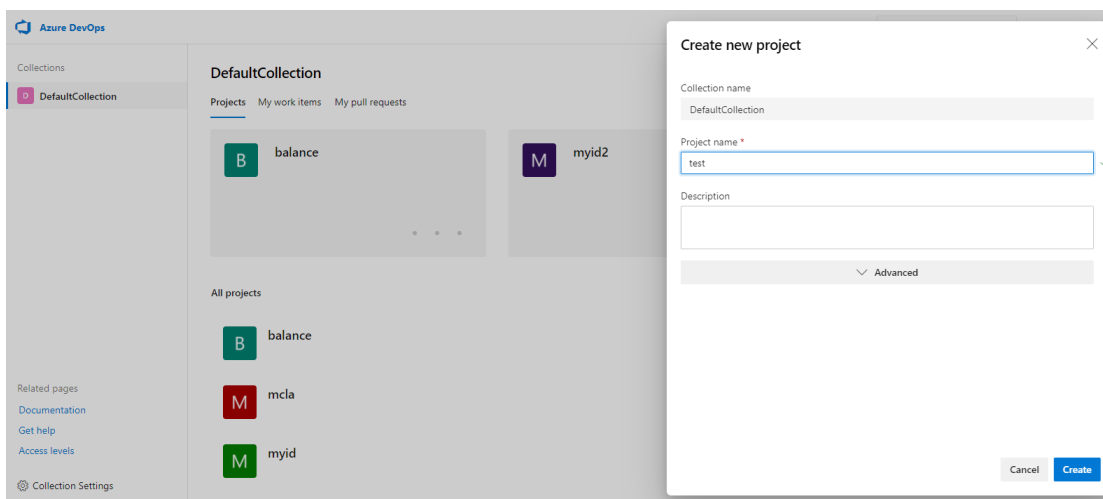 Azure DevOps
Collections
D DefaultCollection
Related pages
Documentation
Get help
Access levels
Collection Settings
DefaultCollection
Projects My work items My pull requests
B balance
M myid2
All projects
B balance
M mcla
M myid
Create new project
Collection name
DefaultCollection
Project name *
test
Description
Advanced
Cancel Create